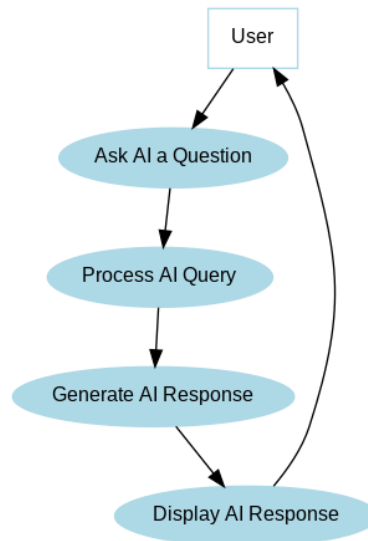 User
Ask AI a Question
Process AI Query
Generate AI Response
Display AI Response